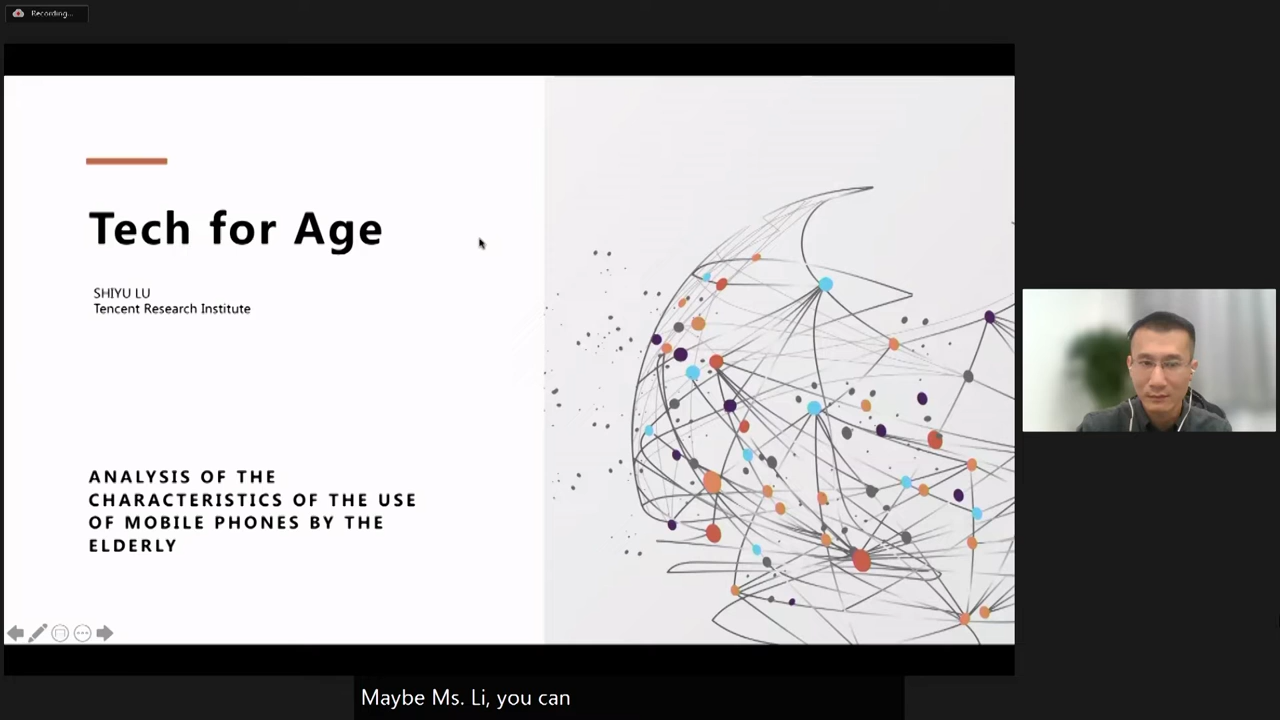 Recording...
Tech for Age
SHIYU LU
Tencent Research Institute
ANALYSIS OF THE
CHARACTERISTICS OF THE USE
OF MOBILE PHONES BY THE
ELDERLY
Maybe Ms. Li, you can